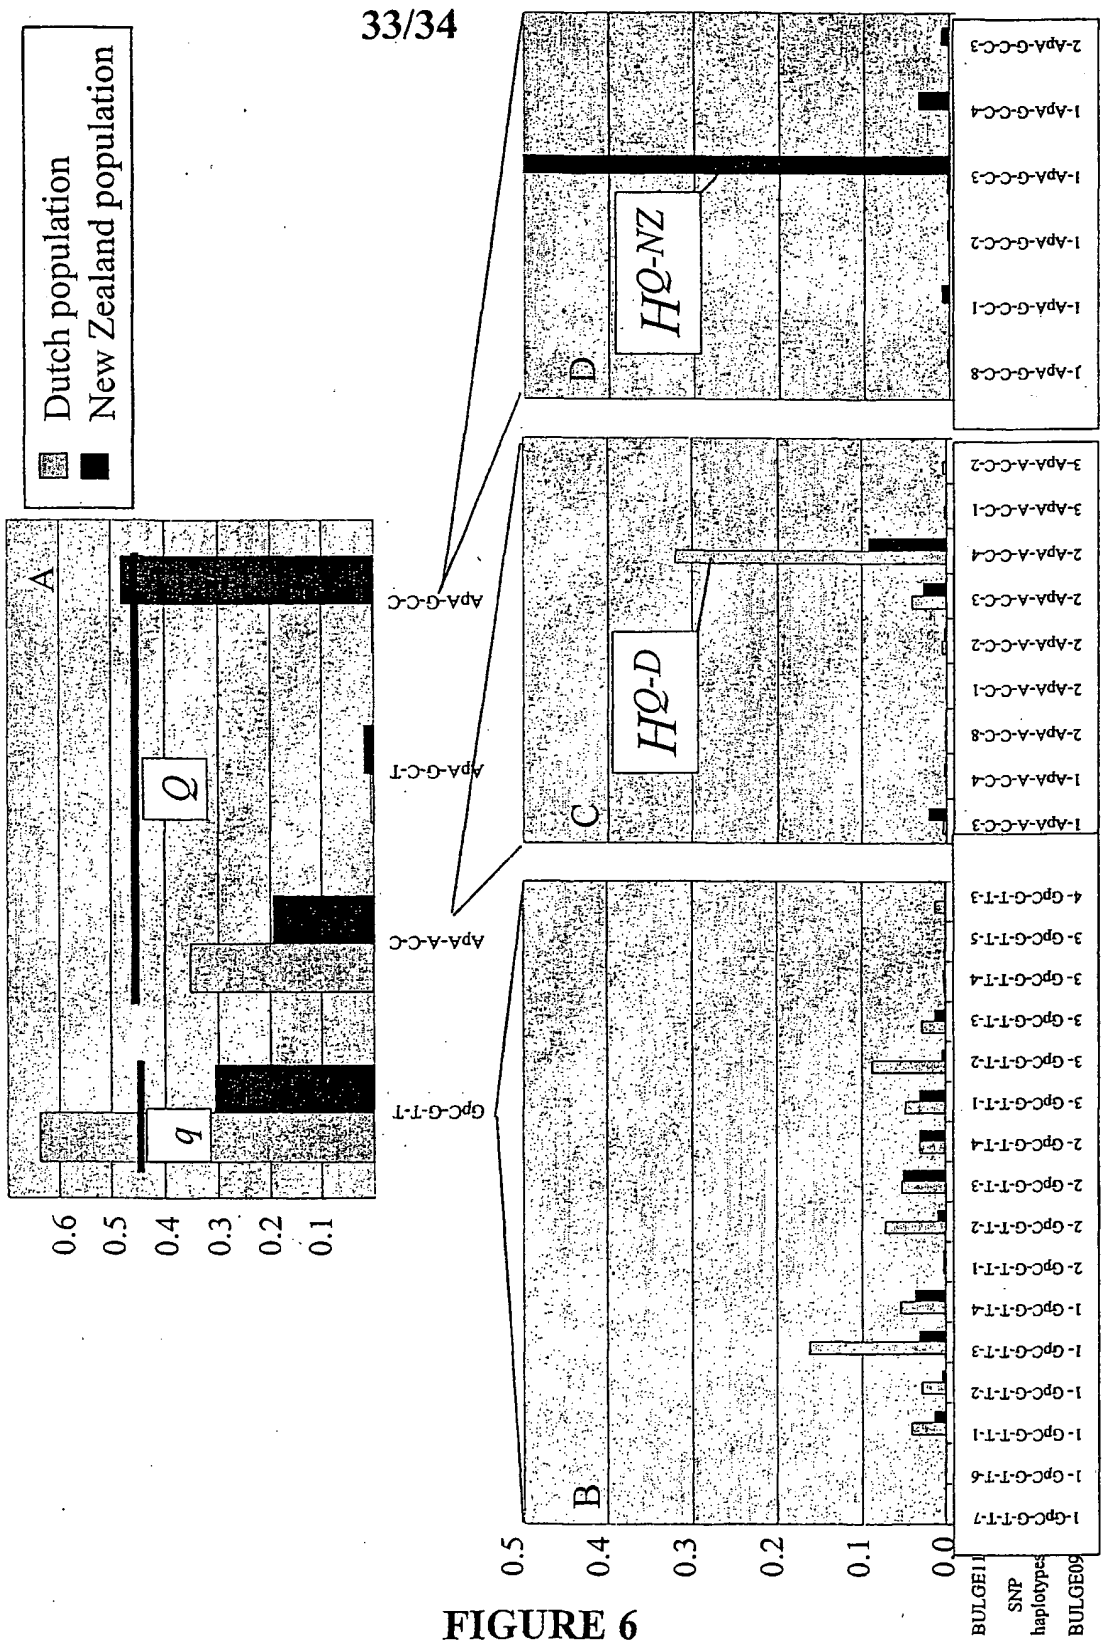 33/34
Dutch population
New Zealand population
A
0.6
0.5
0.4
0.3
0.2
0.1
q
Q
GpC-G-T-T
ApA-A-C-C
ApA-G-C-T
ApA-G-C-C
B
0.5
0.4
0.3
0.2
0.1
0.0
1-GpC-G-T-T-7
1- GpC-G-T-T-6
1- GpC-G-T-T-1
1- GpC-G-T-T-2
1- GpC-G-T-T-3
1- GpC-G-T-T-4
2- GpC-G-T-T-1
2- GpC-G-T-T-2
2- GpC-G-T-T-3
2- GpC-G-T-T-4
3- GpC-G-T-T-1
3- GpC-G-T-T-2
3- GpC-G-T-T-3
3- GpC-G-T-T-4
3- GpC-G-T-T-5
4- GpC-G-T-T-3
C
HQ-D
1-ApA-A-C-C-3
1-ApA-A-C-C-4
2-ApA-A-C-C-8
2-ApA-A-C-C-1
2-ApA-A-C-C-2
2-ApA-A-C-C-3
2-ApA-A-C-C-4
3-ApA-A-C-C-1
3-ApA-A-C-C-2
D
HQ-NZ
1-ApA-G-C-C-8
1-ApA-G-C-C-1
1-ApA-G-C-C-2
1-ApA-G-C-C-3
1-ApA-G-C-C-4
2-ApA-G-C-C-3
BULGE11
SNP
haplotypes
BULGE09
FIGURE 6